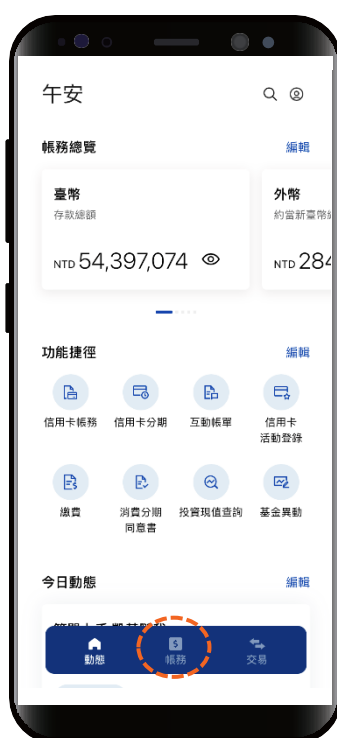 午安
帳務總覽 編輯
臺幣 外幣
存款總額 約當新臺幣
NTD 54,397,074 NTD 284
功能捷徑 編輯
信用卡帳務 信用卡分期 互動帳單 信用卡
活動登錄
繳費 消費分期 投資現值查詢 基金異動
同意書
今日動態 編輯
動態 帳務 交易